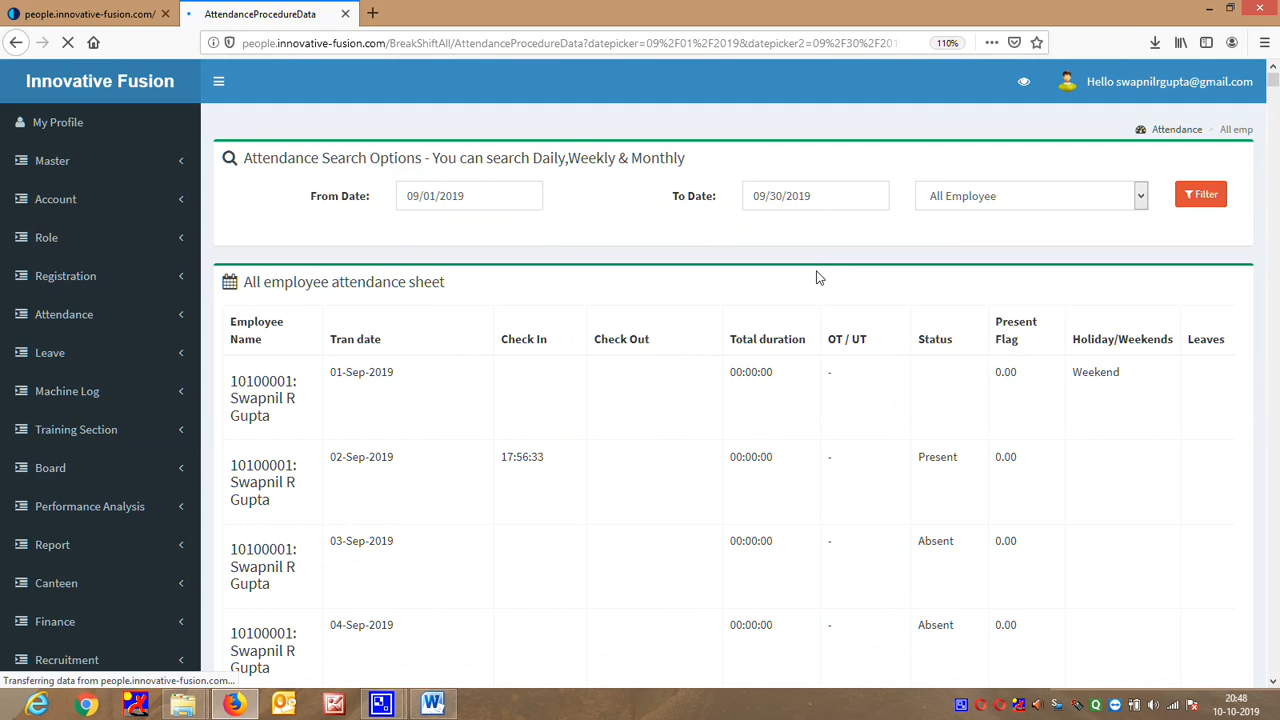 people.innovative-fusion.com/
AttendanceProcedureData
people.innovative-fusion.com/BreakShiftAll/AttendanceProcedureData?datepicker=09%2F01%2F2019&datepicker2=09%2F30%2F201
110%
Innovative Fusion
Hello swapnilrgupta@gmail.com
My Profile
Master
Account
Role
Registration
Attendance
Leave
Machine Log
Training Section
Board
Performance Analysis
Report
Canteen
Finance
Recruitment
Attendance
All emp
Attendance Search Options - You can search Daily,Weekly & Monthly
From Date:
09/01/2019
To Date:
09/30/2019
All Employee
Filter
All employee attendance sheet
Employee Name
Tran date
Check In
Check Out
Total duration
OT / UT
Status
Present Flag
Holiday/Weekends
Leaves
10100001:
Swapnil R
Gupta
01-Sep-2019
00:00:00
-
0.00
Weekend
10100001:
Swapnil R
Gupta
02-Sep-2019
17:56:33
00:00:00
-
Present
0.00
10100001:
Swapnil R
Gupta
03-Sep-2019
00:00:00
-
Absent
0.00
10100001:
Swapnil R
Gupta
04-Sep-2019
00:00:00
-
Absent
0.00
Transferring data from people.innovative-fusion.com...
20:48
10-10-2019